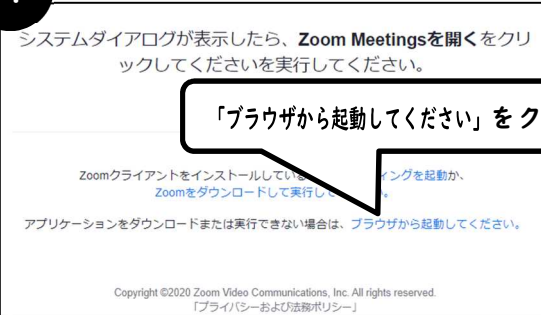 システムダイアログが表示したら、Zoom Meetingsを開くをクリ
ックしてくださいを実行してください。
「ブラウザから起動してください」をク
Zoomクライアントをインストールしている ィングを起動か、
Zoomをダウンロードして実行して
アプリケーションをダウンロードまたは実行できない場合は、ブラウザから起動してください。
Copyright ©2020 Zoom Video Communications, Inc. All rights reserved.
「プライバシーおよび法務ポリシー」